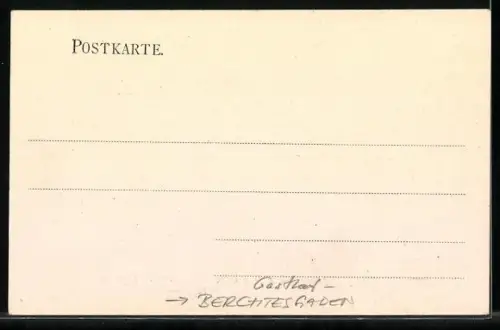 POSTKARTE.
Gasthof –
→ BERCHTESGADEN